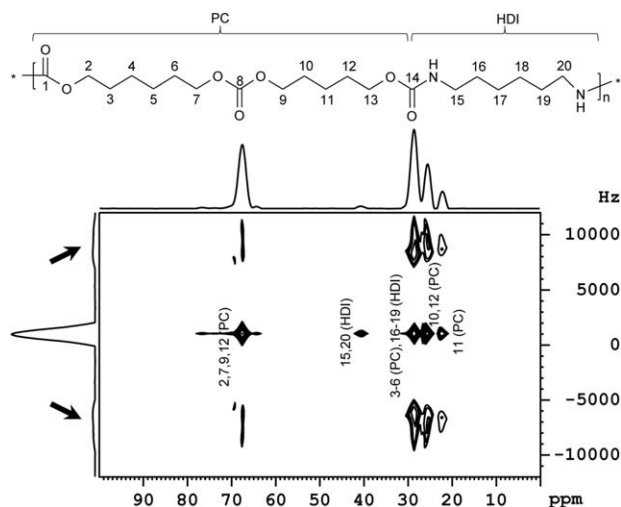 PC HDI
O 2 4 6 8 10 12 14 H 16 18 20
* 1 O 3 5 7 O O O 9 11 13 O O N 15 17 19 N H n *
Hz
10000
5000
0
-5000
-10000
2,7,9,12 (PC)
15,20 (HDI)
3-6 (PC),16-19 (HDI)
10,12 (PC)
11 (PC)
90 80 70 60 50 40 30 20 10 ppm